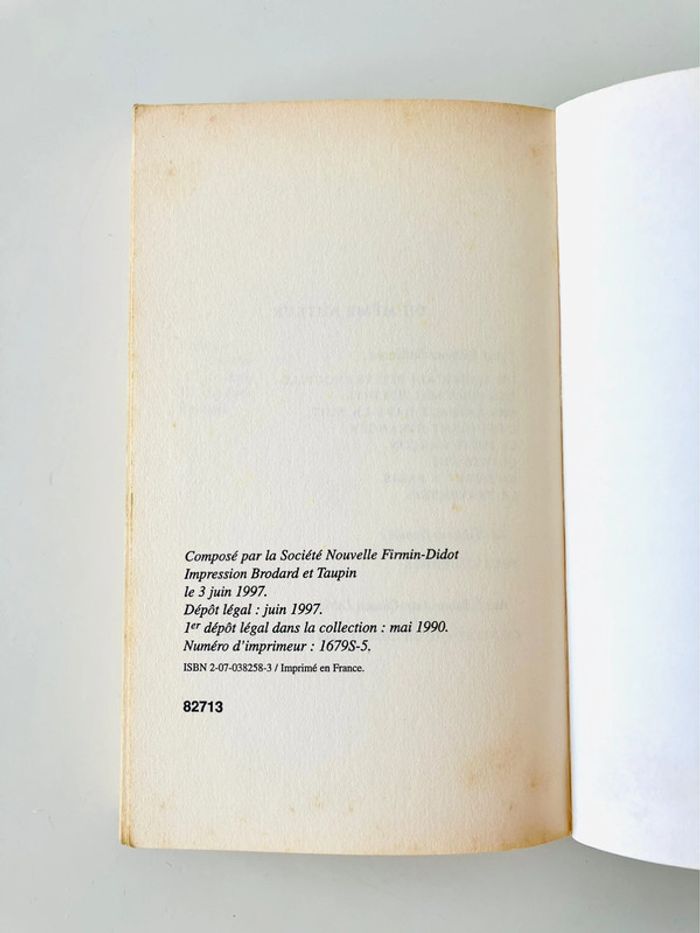 Composé par la Société Nouvelle Firmin-Didot
Impression Brodard et Taupin
le 3 juin 1997.
Dépôt légal : juin 1997.
1er dépôt légal dans la collection : mai 1990.
Numéro d'imprimeur : 1679S-5.
ISBN 2-07-038258-3 / Imprimé en France.
82713